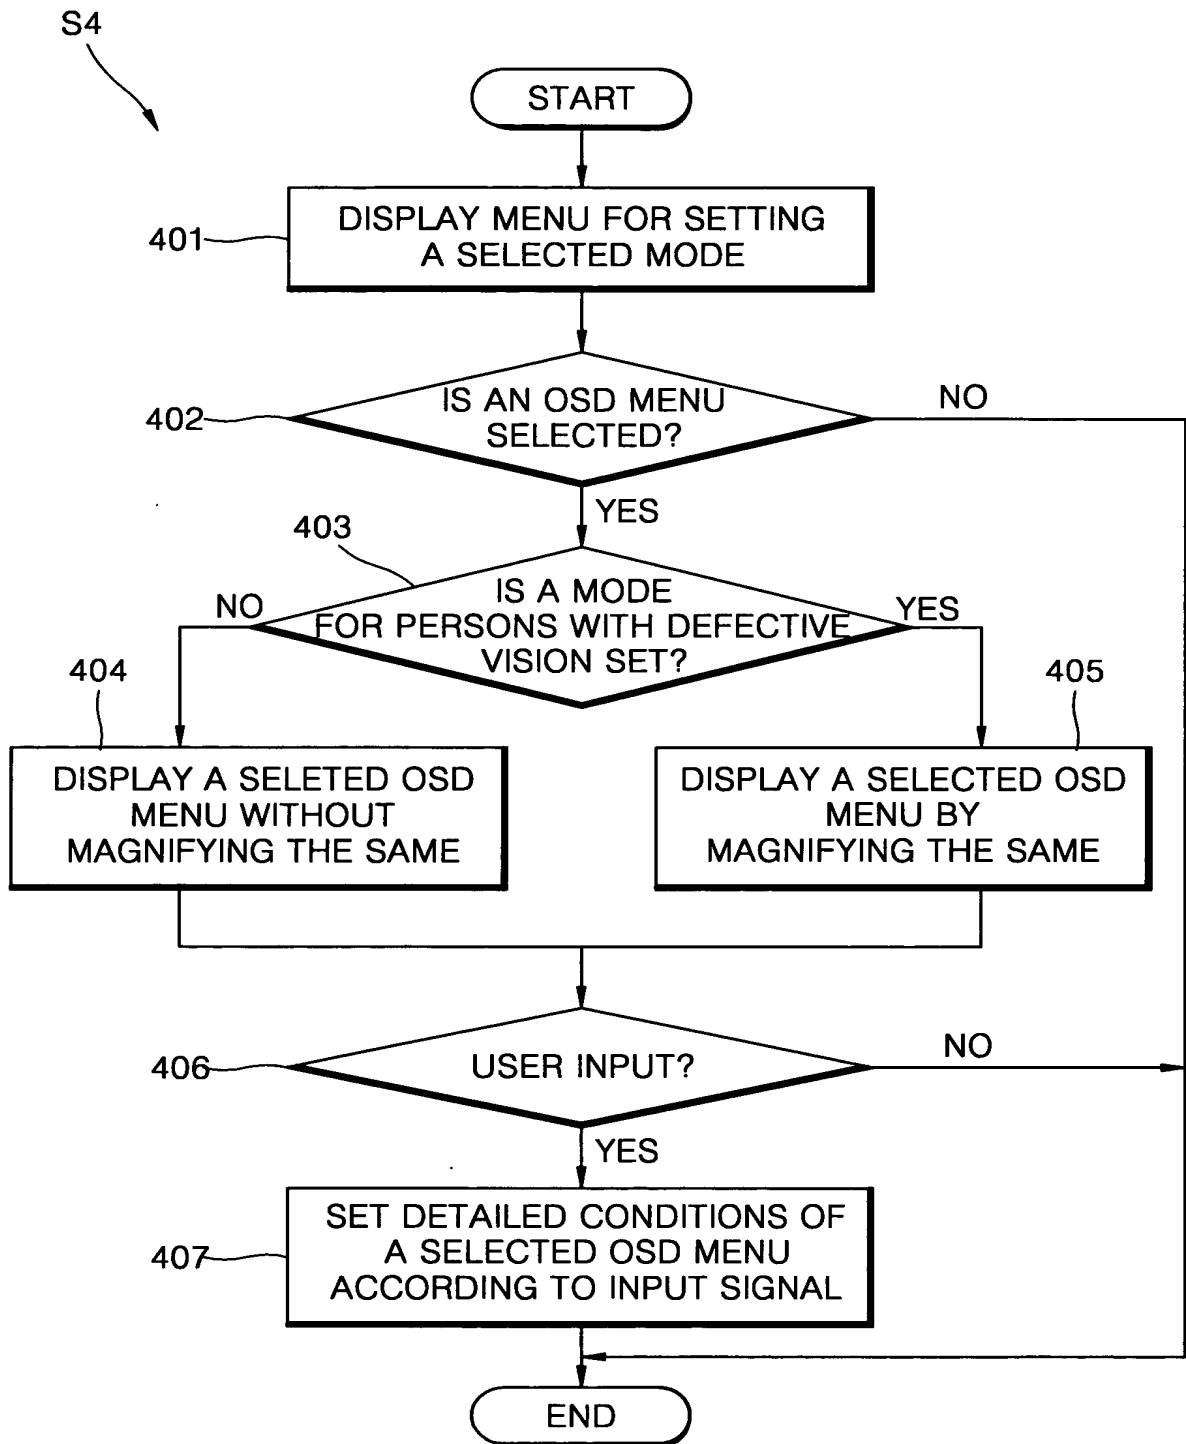 S4
START
401
DISPLAY MENU FOR SETTING
A SELECTED MODE
402
IS AN OSD MENU
SELECTED?
NO
YES
403
IS A MODE
FOR PERSONS WITH DEFECTIVE
VISION SET?
NO
YES
404
DISPLAY A SELETED OSD
MENU WITHOUT
MAGNIFYING THE SAME
405
DISPLAY A SELECTED OSD
MENU BY
MAGNIFYING THE SAME
406
USER INPUT?
NO
YES
407
SET DETAILED CONDITIONS OF
A SELECTED OSD MENU
ACCORDING TO INPUT SIGNAL
END